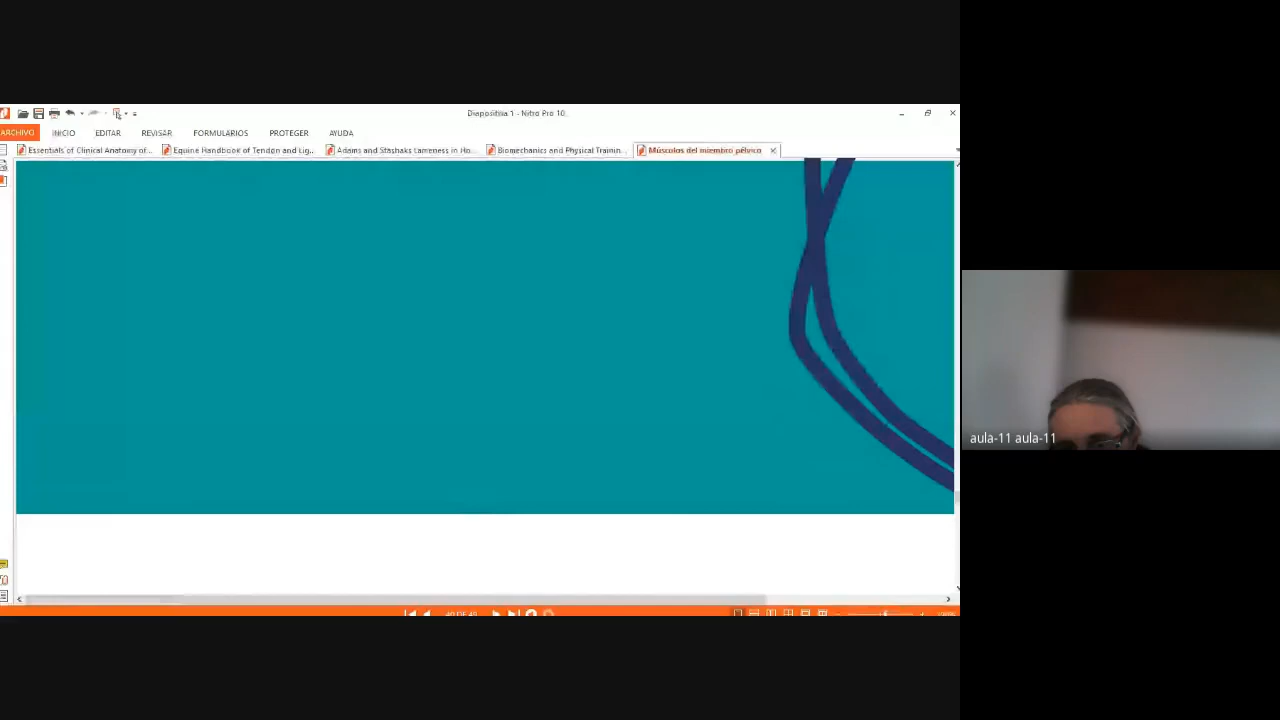 Diapositiva 1 - Nitro Pro 10
ARCHIVO INICIO EDITAR REVISAR FORMULARIOS PROTEGER AYUDA
Essentials of Clinical Anatomy of... Equine Handbook of Tendon and Lig... Adams and Stashaks Lameness in Ho... Biomechanics and Physical Trainin... Músculos del miembro pélvico
aula-11 aula-11